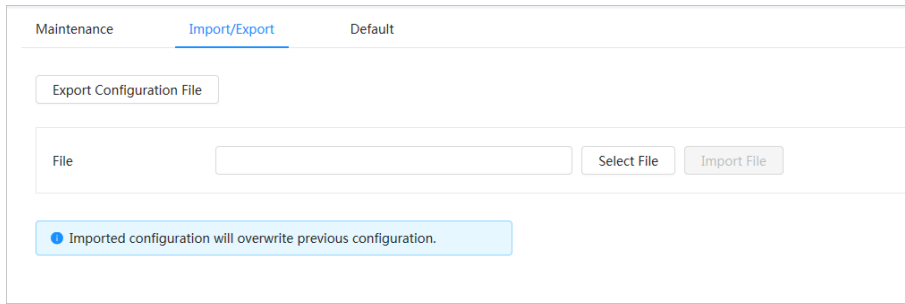 Maintenance Import/Export Default
Export Configuration File
File Select File Import File
Imported configuration will overwrite previous configuration.